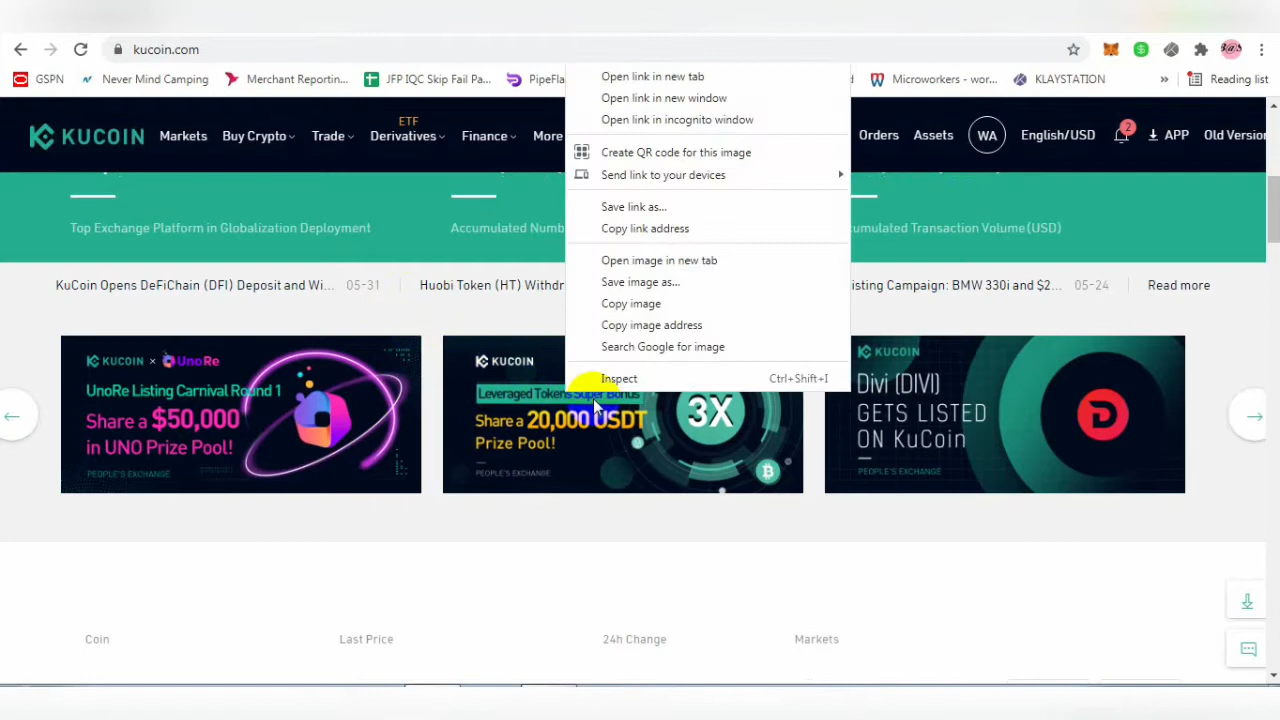 kucoin.com
GSPN
Never Mind Camping
Merchant Reportin...
JFP IQC Skip Fail Pa...
PipeFla
Microworkers - wor...
KLAYSTATION
»
Reading list
Open link in new tab
Open link in new window
Open link in incognito window
Create QR code for this image
Send link to your devices
Save link as...
Copy link address
Open image in new tab
Save image as...
Copy image
Copy image address
Search Google for image
Inspect Ctrl+Shift+I
KUCOIN
Markets
Buy Crypto
Trade
ETF
Derivatives
Finance
More
Orders
Assets
WA
English/USD
2
APP
Old Version
Top Exchange Platform in Globalization Deployment
Accumulated Numb
umulated Transaction Volume(USD)
KuCoin Opens DeFiChain (DFI) Deposit and Wi... 05-31
Huobi Token (HT) Withdr
isting Campaign: BMW 330i and $2... 05-24
Read more
KUCOIN × UnoRe
UnoRe Listing Carnival Round 1
Share a $50,000
in UNO Prize Pool!
PEOPLE'S EXCHANGE
KUCOIN
Leveraged Tokens Super Bonus
Share a 20,000 USDT
Prize Pool!
PEOPLE'S EXCHANGE
3X
KUCOIN
Divi (DIVI)
GETS LISTED
ON KuCoin
PEOPLE'S EXCHANGE
Coin
Last Price
24h Change
Markets